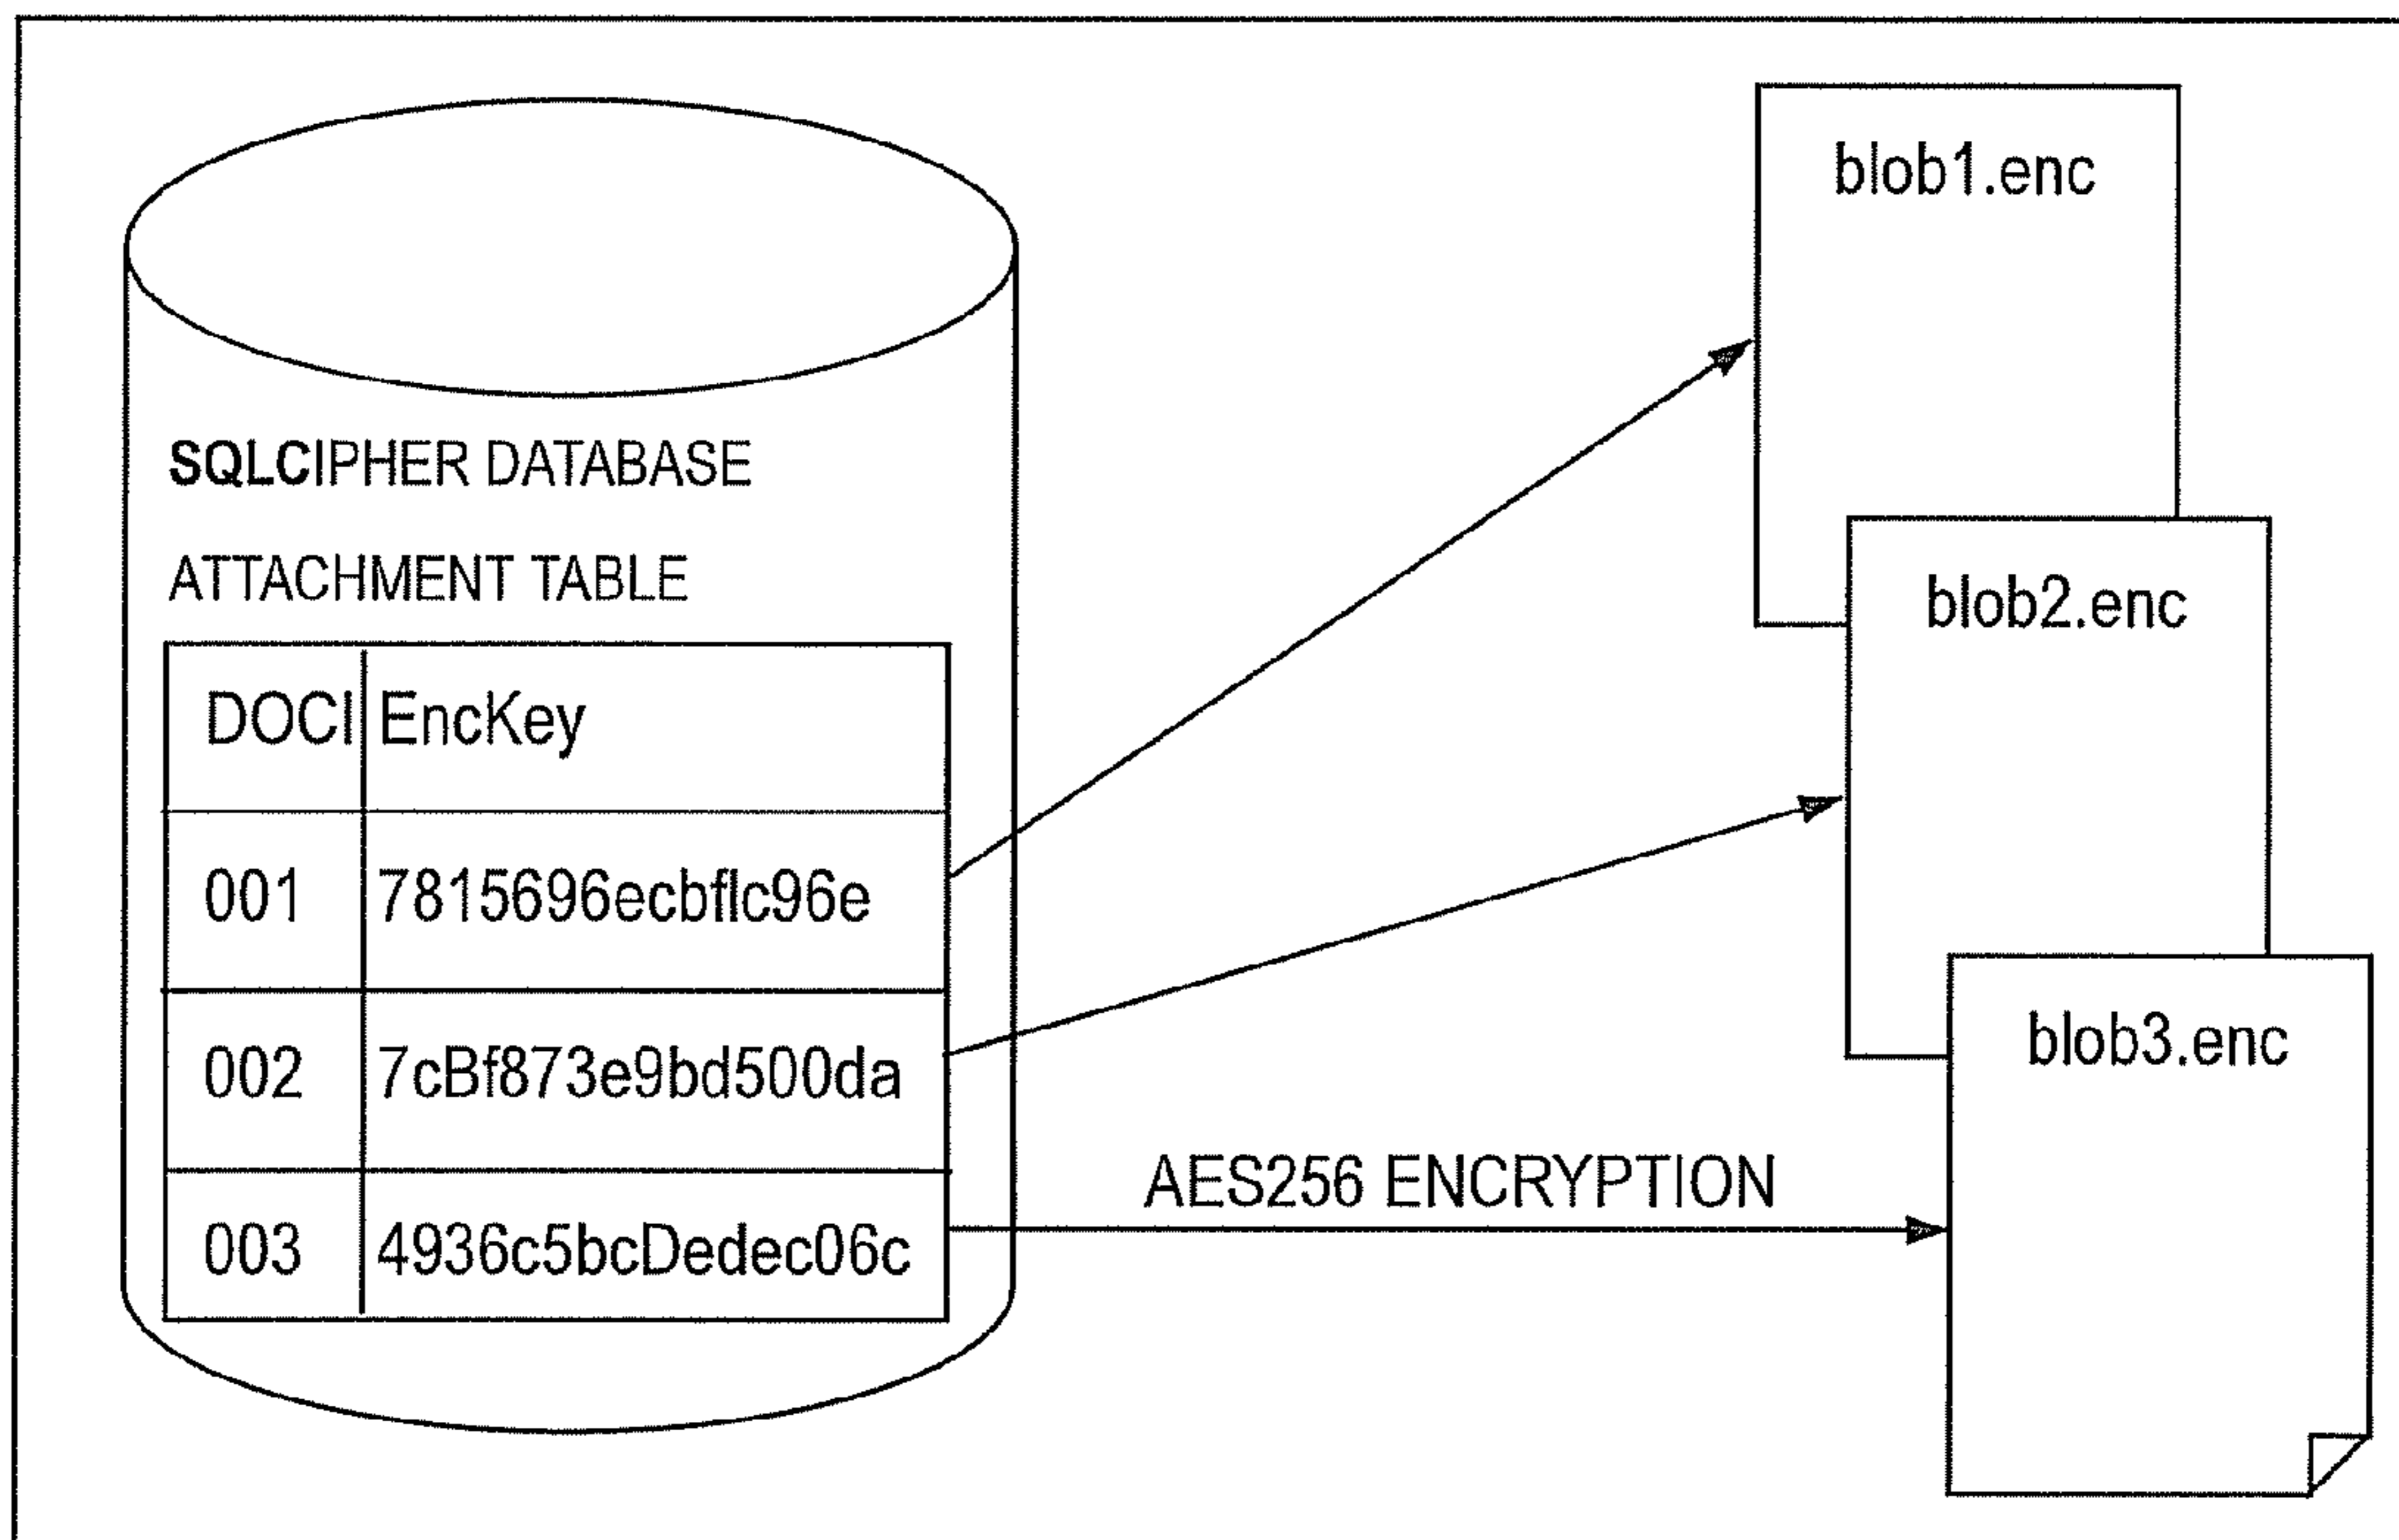 SQLCIPHER DATABASE
ATTACHMENT TABLE
DOCI EncKey
001 7815696ecbflc96e
002 7cBf873e9bd500da
003 4936c5bcDedec06c
AES256 ENCRYPTION
blob1.enc
blob2.enc
blob3.enc